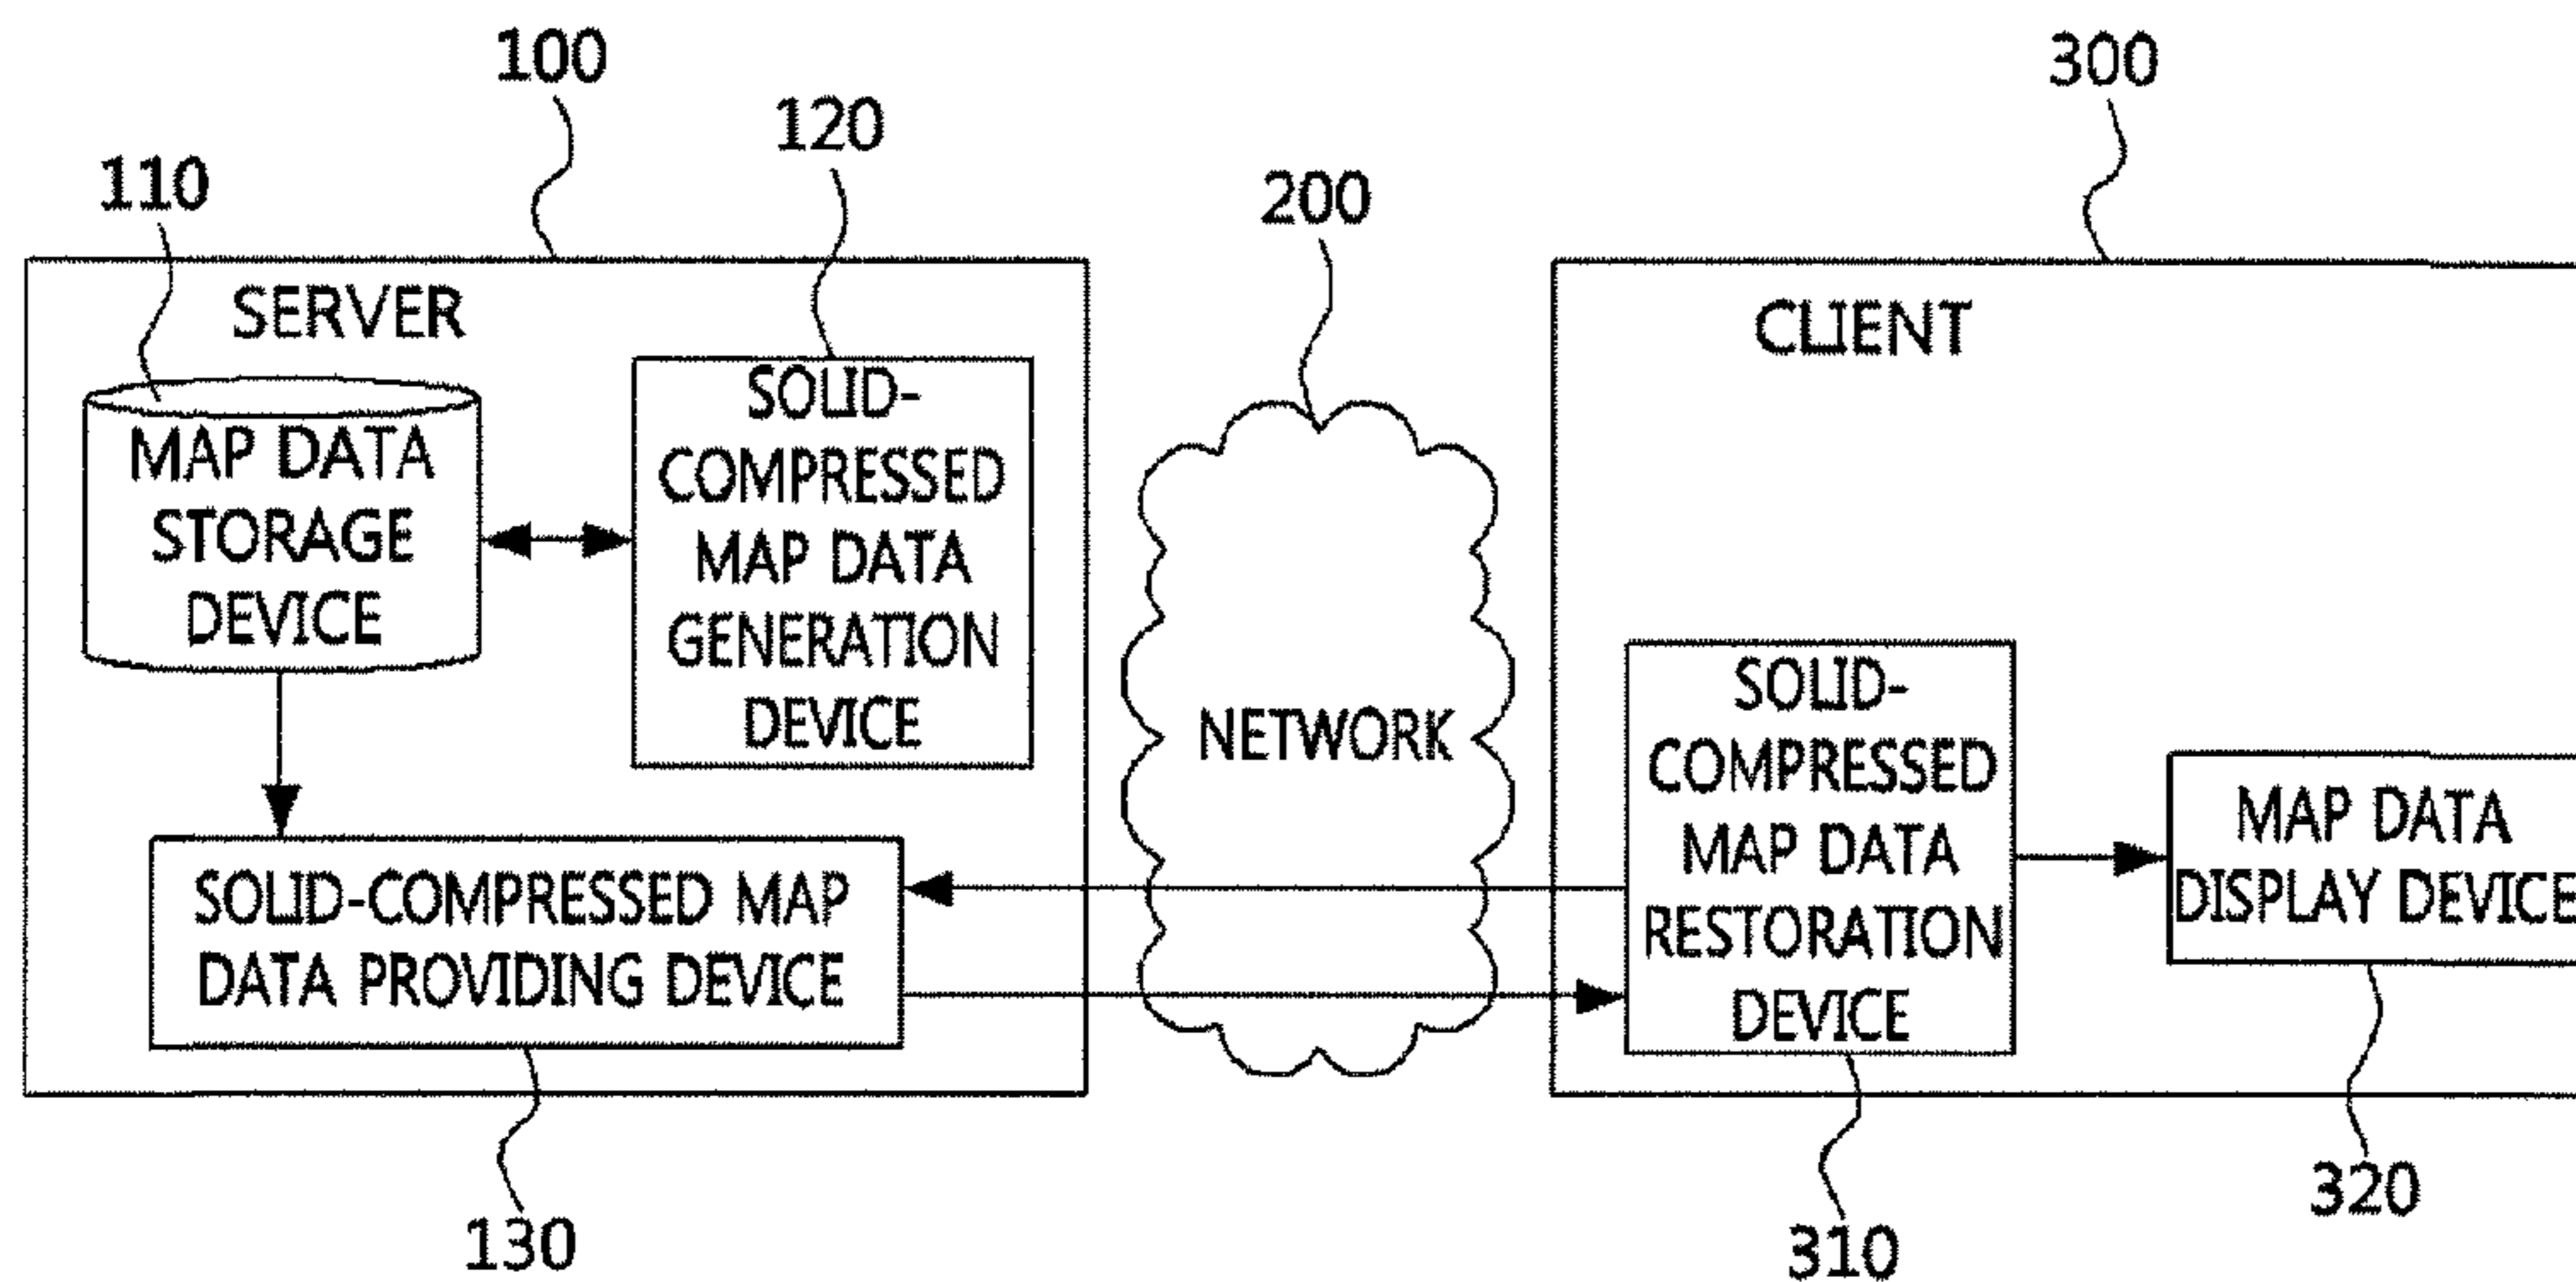 100
300
120
110
200
SERVER
CLIENT
MAP DATA
STORAGE
DEVICE
SOLID-
COMPRESSED
MAP DATA
GENERATION
DEVICE
NETWORK
SOLID-COMPRESSED MAP
DATA PROVIDING DEVICE
SOLID-
COMPRESSED
MAP DATA
RESTORATION
DEVICE
MAP DATA
DISPLAY DEVICE
130
310
320